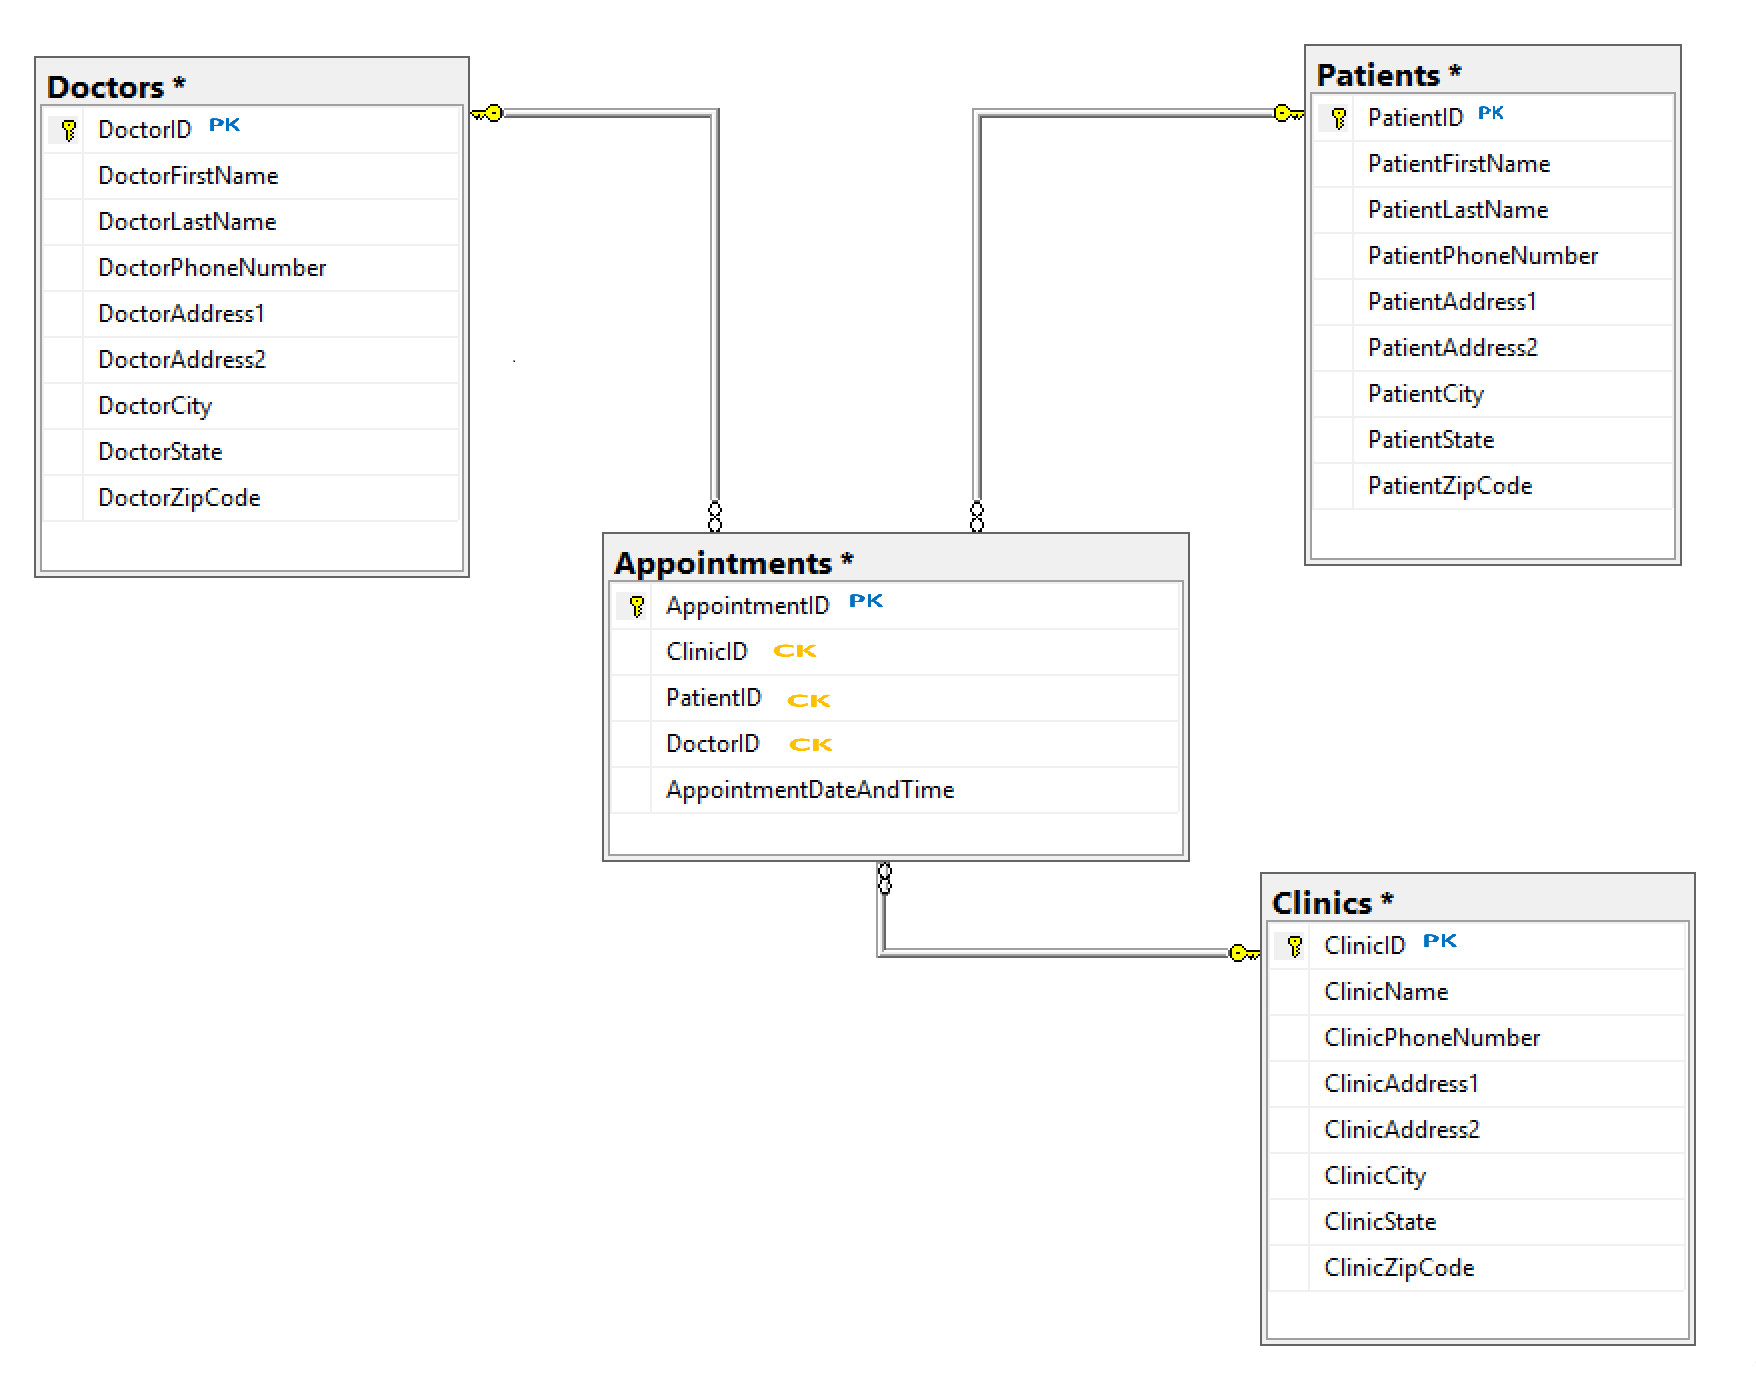 Doctors *
DoctorID PK
DoctorFirstName
DoctorLastName
DoctorPhoneNumber
DoctorAddress1
DoctorAddress2
DoctorCity
DoctorState
DoctorZipCode
Patients *
PatientID PK
PatientFirstName
PatientLastName
PatientPhoneNumber
PatientAddress1
PatientAddress2
PatientCity
PatientState
PatientZipCode
Appointments *
AppointmentID PK
ClinicID CK
PatientID CK
DoctorID CK
AppointmentDateAndTime
Clinics *
ClinicID PK
ClinicName
ClinicPhoneNumber
ClinicAddress1
ClinicAddress2
ClinicCity
ClinicState
ClinicZipCode